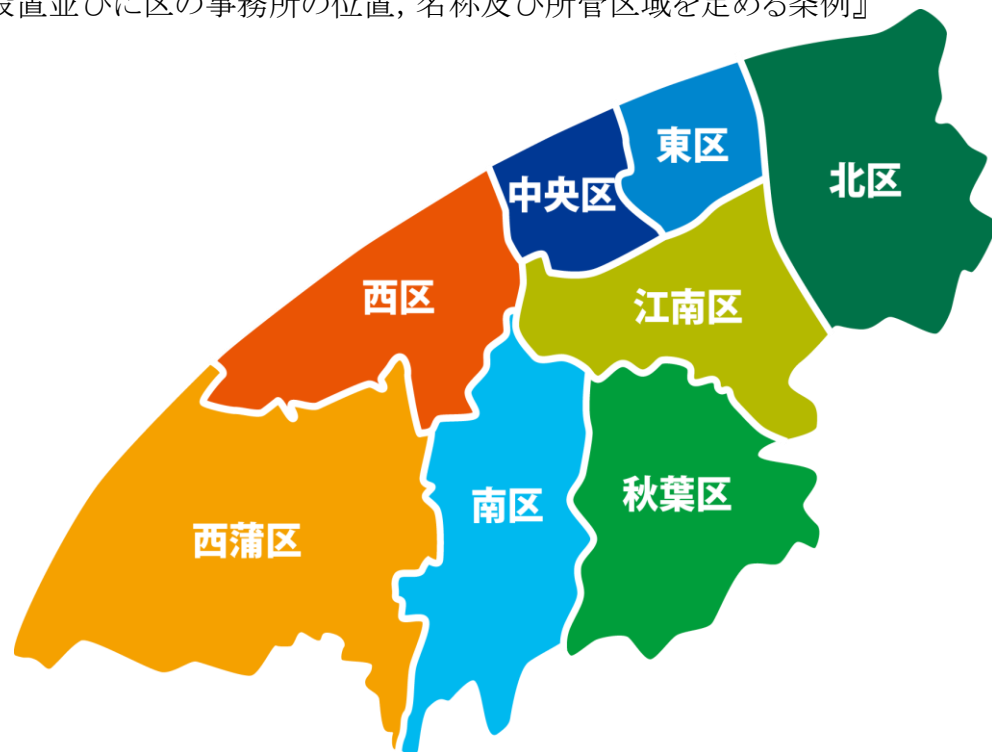 設置並びに区の事務所の位置, 名称及び所管区域を定める条例』
北区
東区
中央区
西区
江南区
秋葉区
南区
西蒲区